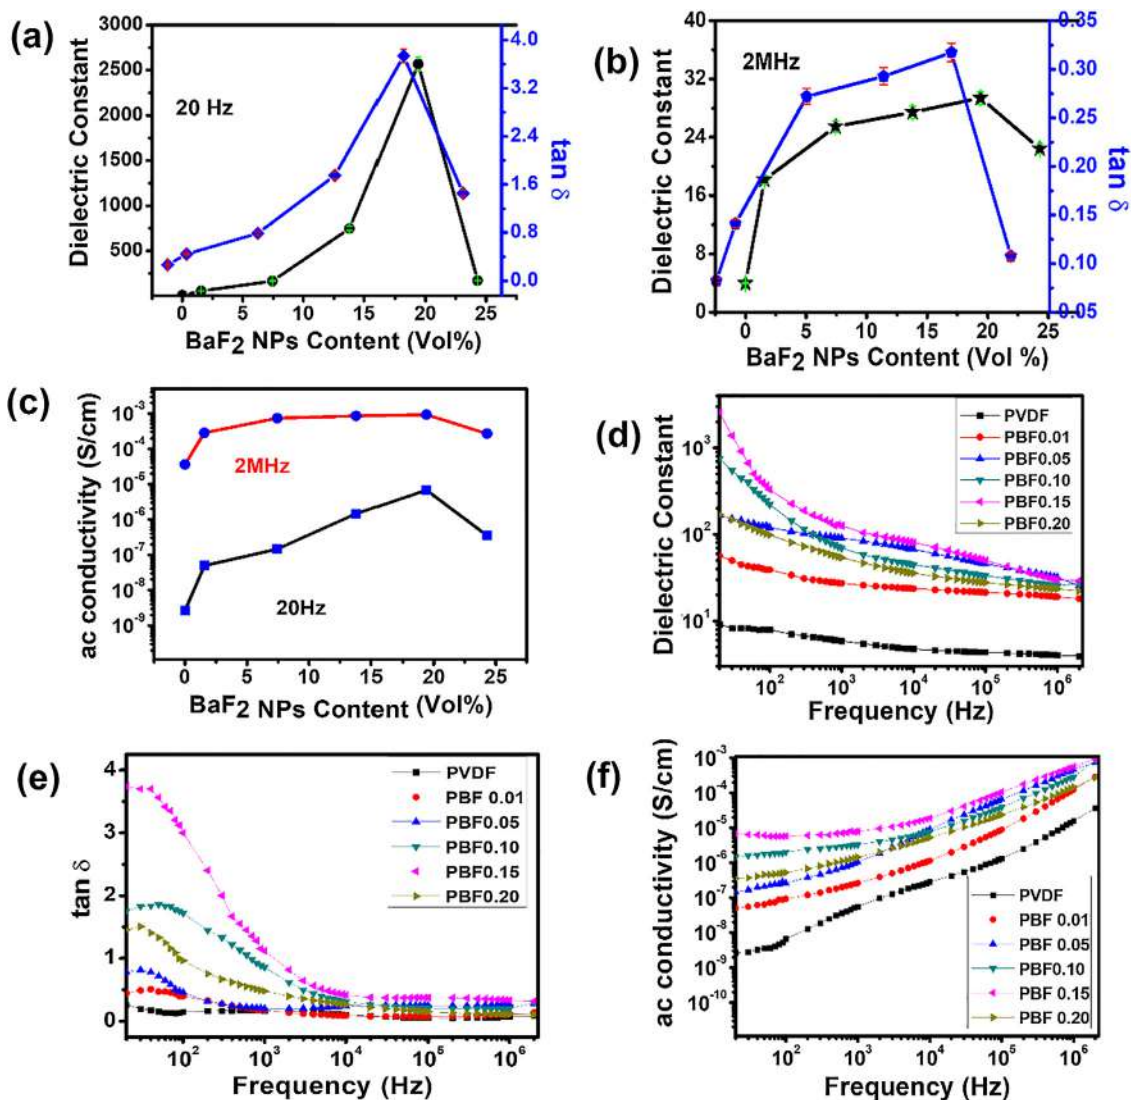 (a)
3000
2500
2000
1500
1000
500
Dielectric Constant
20 Hz
4.0
3.2
2.4
1.6
0.8
0.0
tan δ
0 5 10 15 20 25
BaF2 NPs Content (Vol%)
(b)
40
32
24
16
8
0
Dielectric Constant
2MHz
0.35
0.30
0.25
0.20
0.15
0.10
0.05
tan δ
0 5 10 15 20 25
BaF2 NPs Content (Vol %)
(c)
10-3
10-4
10-5
10-6
10-7
10-8
10-9
ac conductivity (S/cm)
2MHz
20Hz
0 5 10 15 20 25
BaF2 NPs Content (Vol%)
(d)
103
102
101
Dielectric Constant
PVDF
PBF0.01
PBF0.05
PBF0.10
PBF0.15
PBF0.20
102 103 104 105 106
Frequency (Hz)
(e)
4
3
2
1
0
tan δ
PVDF
PBF 0.01
PBF0.05
PBF0.10
PBF0.15
PBF0.20
102 103 104 105 106
Frequency (Hz)
(f)
10-3
10-4
10-5
10-6
10-7
10-8
10-9
10-10
ac conductivity (S/cm)
PVDF
PBF 0.01
PBF 0.05
PBF0.10
PBF 0.15
PBF 0.20
102 103 104 105 106
Frequency (Hz)